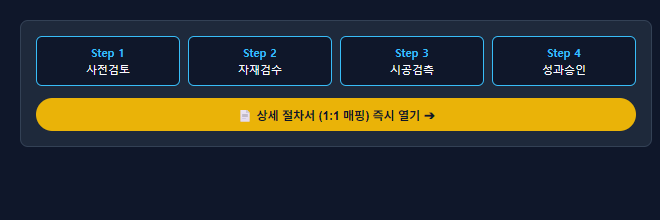 Step 1
사전검토
Step 2
자재검수
Step 3
시공검측
Step 4
성과승인
📄 상세 절차서 (1:1 매핑) 즉시 열기 ➔